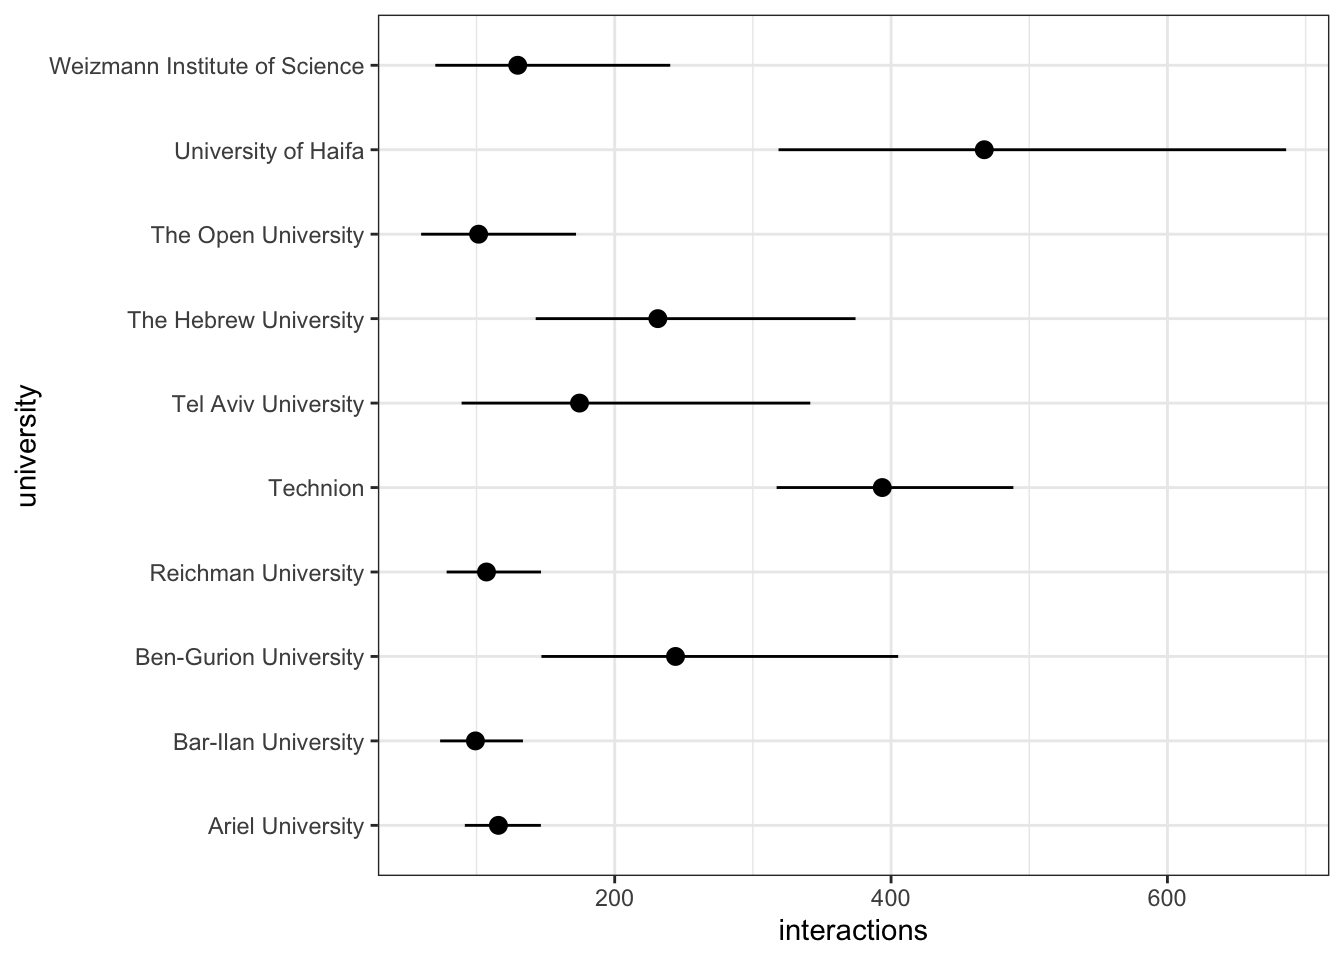 Weizmann Institute of Science
University of Haifa
The Open University
The Hebrew University
Tel Aviv University
Technion
Reichman University
Ben-Gurion University
Bar-Ilan University
Ariel University
university
200 400 600
interactions